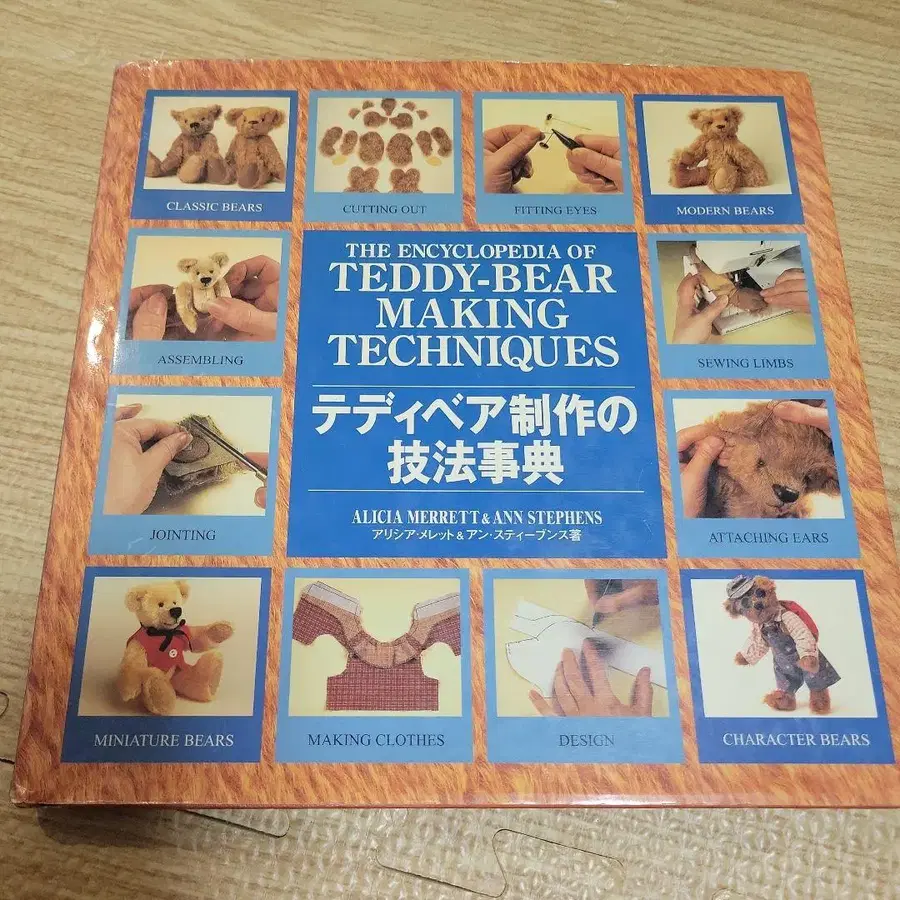 CLASSIC BEARS
CUTTING OUT
FITTING EYES
MODERN BEARS
THE ENCYCLOPEDIA OF
TEDDY-BEAR
MAKING
TECHNIQUES
ASSEMBLING
SEWING LIMBS
テディベア制作の
技法事典
JOINTING
ATTACHING EARS
ALICIA MERRETT & ANN STEPHENS
アリシア・メレット&アン・スティーブンス著
MINIATURE BEARS
MAKING CLOTHES
DESIGN
CHARACTER BEARS